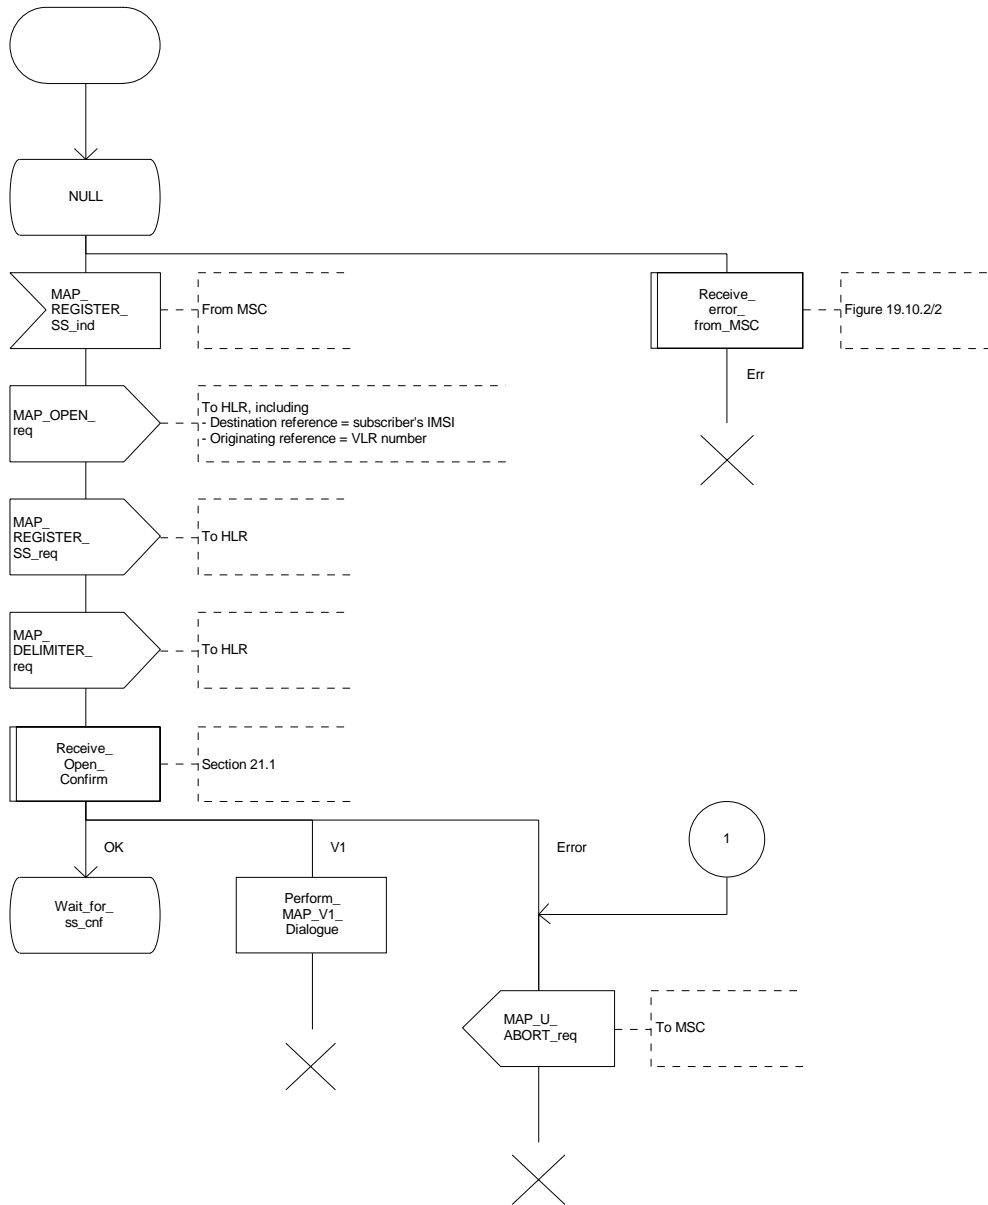 NULL
MAP_
REGISTER_
SS_ind
From MSC
Receive_
error_
from_MSC
Figure 19.10.2/2
Err
MAP_OPEN_
req
To HLR, including
- Destination reference = subscriber's IMSI
- Originating reference = VLR number
MAP_
REGISTER_
SS_req
To HLR
MAP_
DELIMITER_
req
To HLR
Receive_
Open_
Confirm
Section 21.1
OK
V1
Error
1
Wait_for_
ss_cnf
Perform_
MAP_V1_
Dialogue
MAP_U_
ABORT_req
To MSC